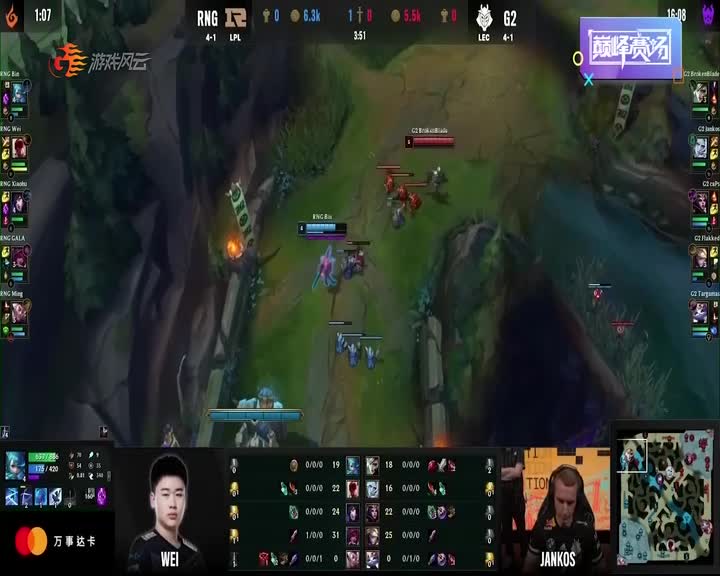 1:07
RNG
4-1
LPL
0
6.3k
1
0
5.5k
0
3:51
LEC
G2
4-1
16:08
游戏风云
巅峰赛场
RNG Bin
RNG Wei
RNG Xiaohu
RNG GALA
RNG Ming
G2 BrokenBlade
G2 Jankos
G2 caPs
G2 Flakked
G2 Targamas
G2 BrokenBlade
RNG Bin
0/0/0 19 18 0/0/0
0/0/0 22 16 0/0/0
0/0/0 24 22 0/0/0
1/0/0 31 25 0/0/0
0/0/1 0 0 0/1/0
万事达卡
WEI
JANKOS